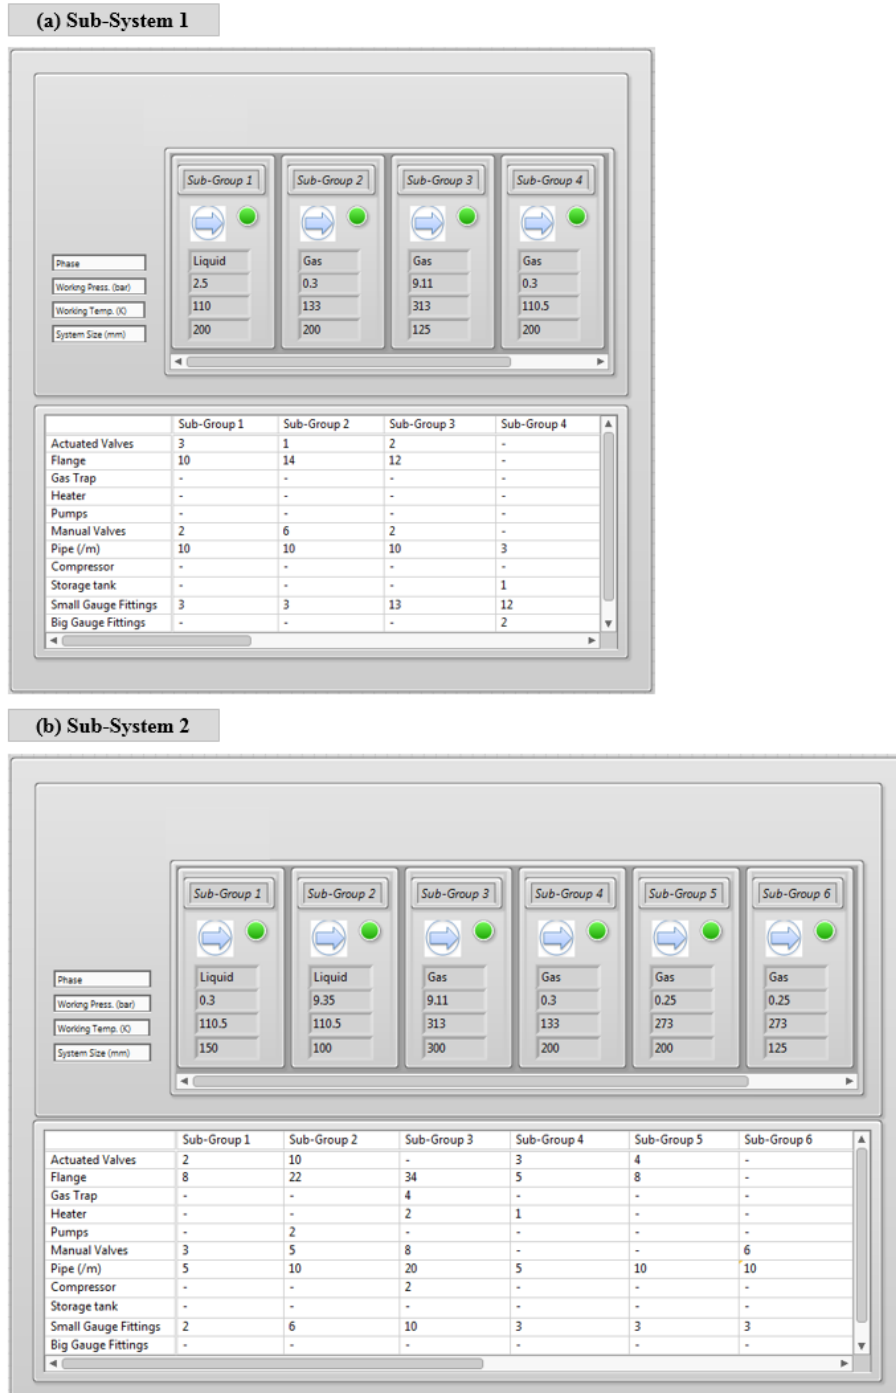 (a) Sub-System 1
Sub-Group 1 Sub-Group 2 Sub-Group 3 Sub-Group 4
Phase Liquid Gas Gas Gas
Workng Press. (bar) 2.5 0.3 9.11 0.3
Working Temp. (K) 110 133 313 110.5
System Size (mm) 200 200 125 200
Sub-Group 1 Sub-Group 2 Sub-Group 3 Sub-Group 4
Actuated Valves 3 1 2 -
Flange 10 14 12 -
Gas Trap - - - -
Heater - - - -
Pumps - - - -
Manual Valves 2 6 2 -
Pipe (/m) 10 10 10 3
Compressor - - - -
Storage tank - - - 1
Small Gauge Fittings 3 3 13 12
Big Gauge Fittings - - - 2
(b) Sub-System 2
Sub-Group 1 Sub-Group 2 Sub-Group 3 Sub-Group 4 Sub-Group 5 Sub-Group 6
Phase Liquid Liquid Gas Gas Gas Gas
Workng Press. (bar) 0.3 9.35 9.11 0.3 0.25 0.25
Working Temp. (K) 110.5 110.5 313 133 273 273
System Size (mm) 150 100 300 200 200 125
Sub-Group 1 Sub-Group 2 Sub-Group 3 Sub-Group 4 Sub-Group 5 Sub-Group 6
Actuated Valves 2 10 - 3 4 -
Flange 8 22 34 5 8 -
Gas Trap - - 4 - - -
Heater - - 2 1 - -
Pumps - 2 - - - -
Manual Valves 3 5 8 - - 6
Pipe (/m) 5 10 20 5 10 10
Compressor - - 2 - - -
Storage tank - - - - - -
Small Gauge Fittings 2 6 10 3 3 3
Big Gauge Fittings - - - - - -